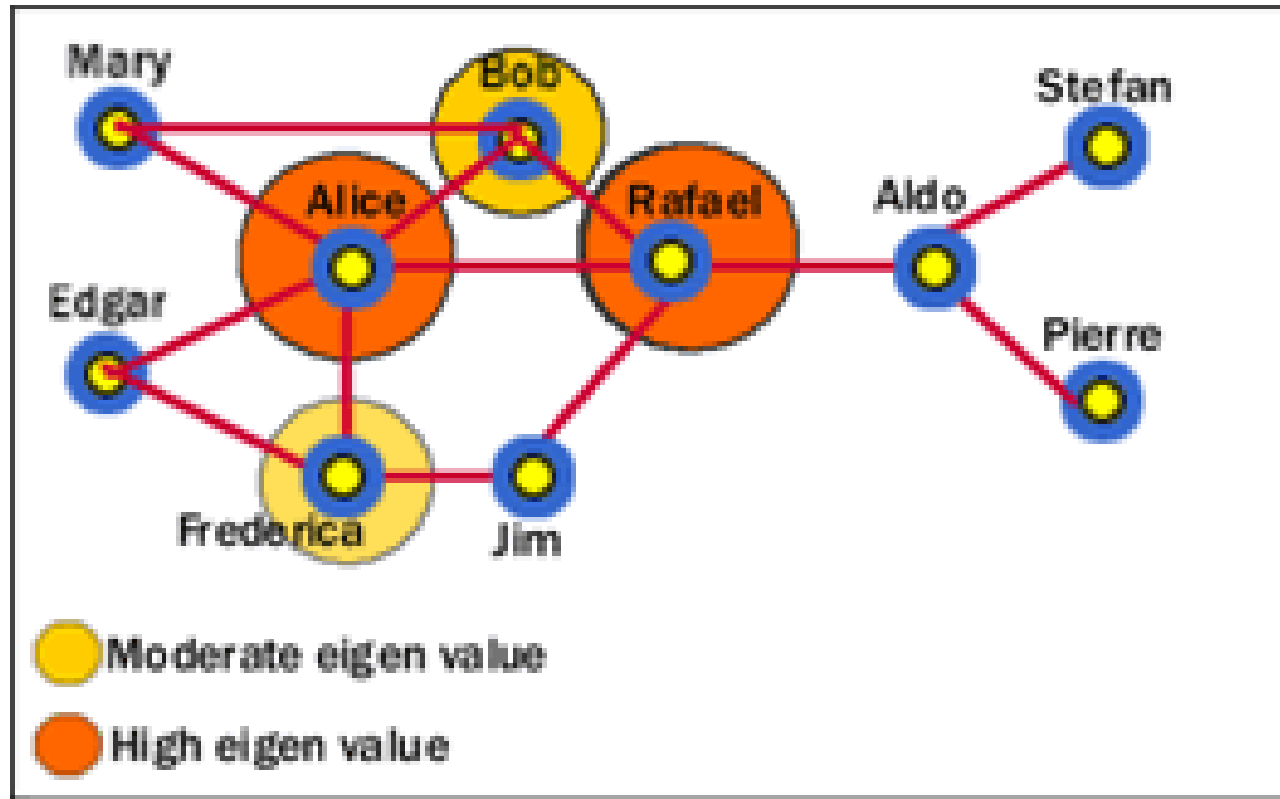 Mary
Bob
Stefan
Alice
Rafael
Aldo
Edgar
Pierre
Frederica
Jim
Moderate eigen value
High eigen value